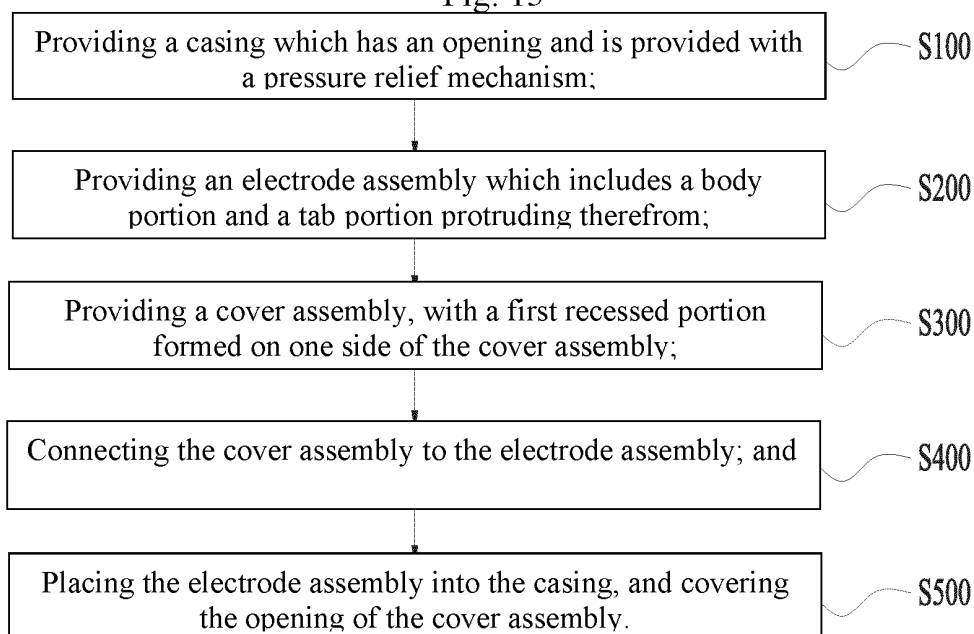 Fig. 15
Providing a casing which has an opening and is provided with
a pressure relief mechanism;
S100
Providing an electrode assembly which includes a body
portion and a tab portion protruding therefrom;
S200
Providing a cover assembly, with a first recessed portion
formed on one side of the cover assembly;
S300
Connecting the cover assembly to the electrode assembly; and
S400
Placing the electrode assembly into the casing, and covering
the opening of the cover assembly.
S500